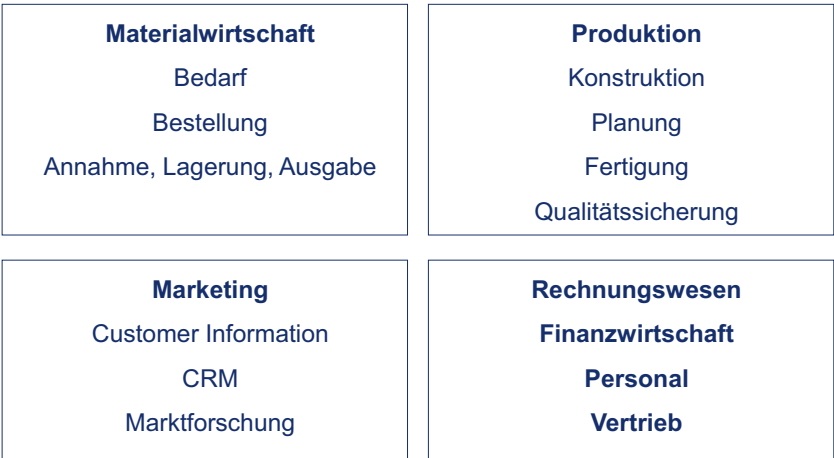 Materialwirtschaft
Bedarf
Bestellung
Annahme, Lagerung, Ausgabe
Produktion
Konstruktion
Planung
Fertigung
Qualitätssicherung
Marketing
Customer Information
CRM
Marktforschung
Rechnungswesen
Finanzwirtschaft
Personal
Vertrieb